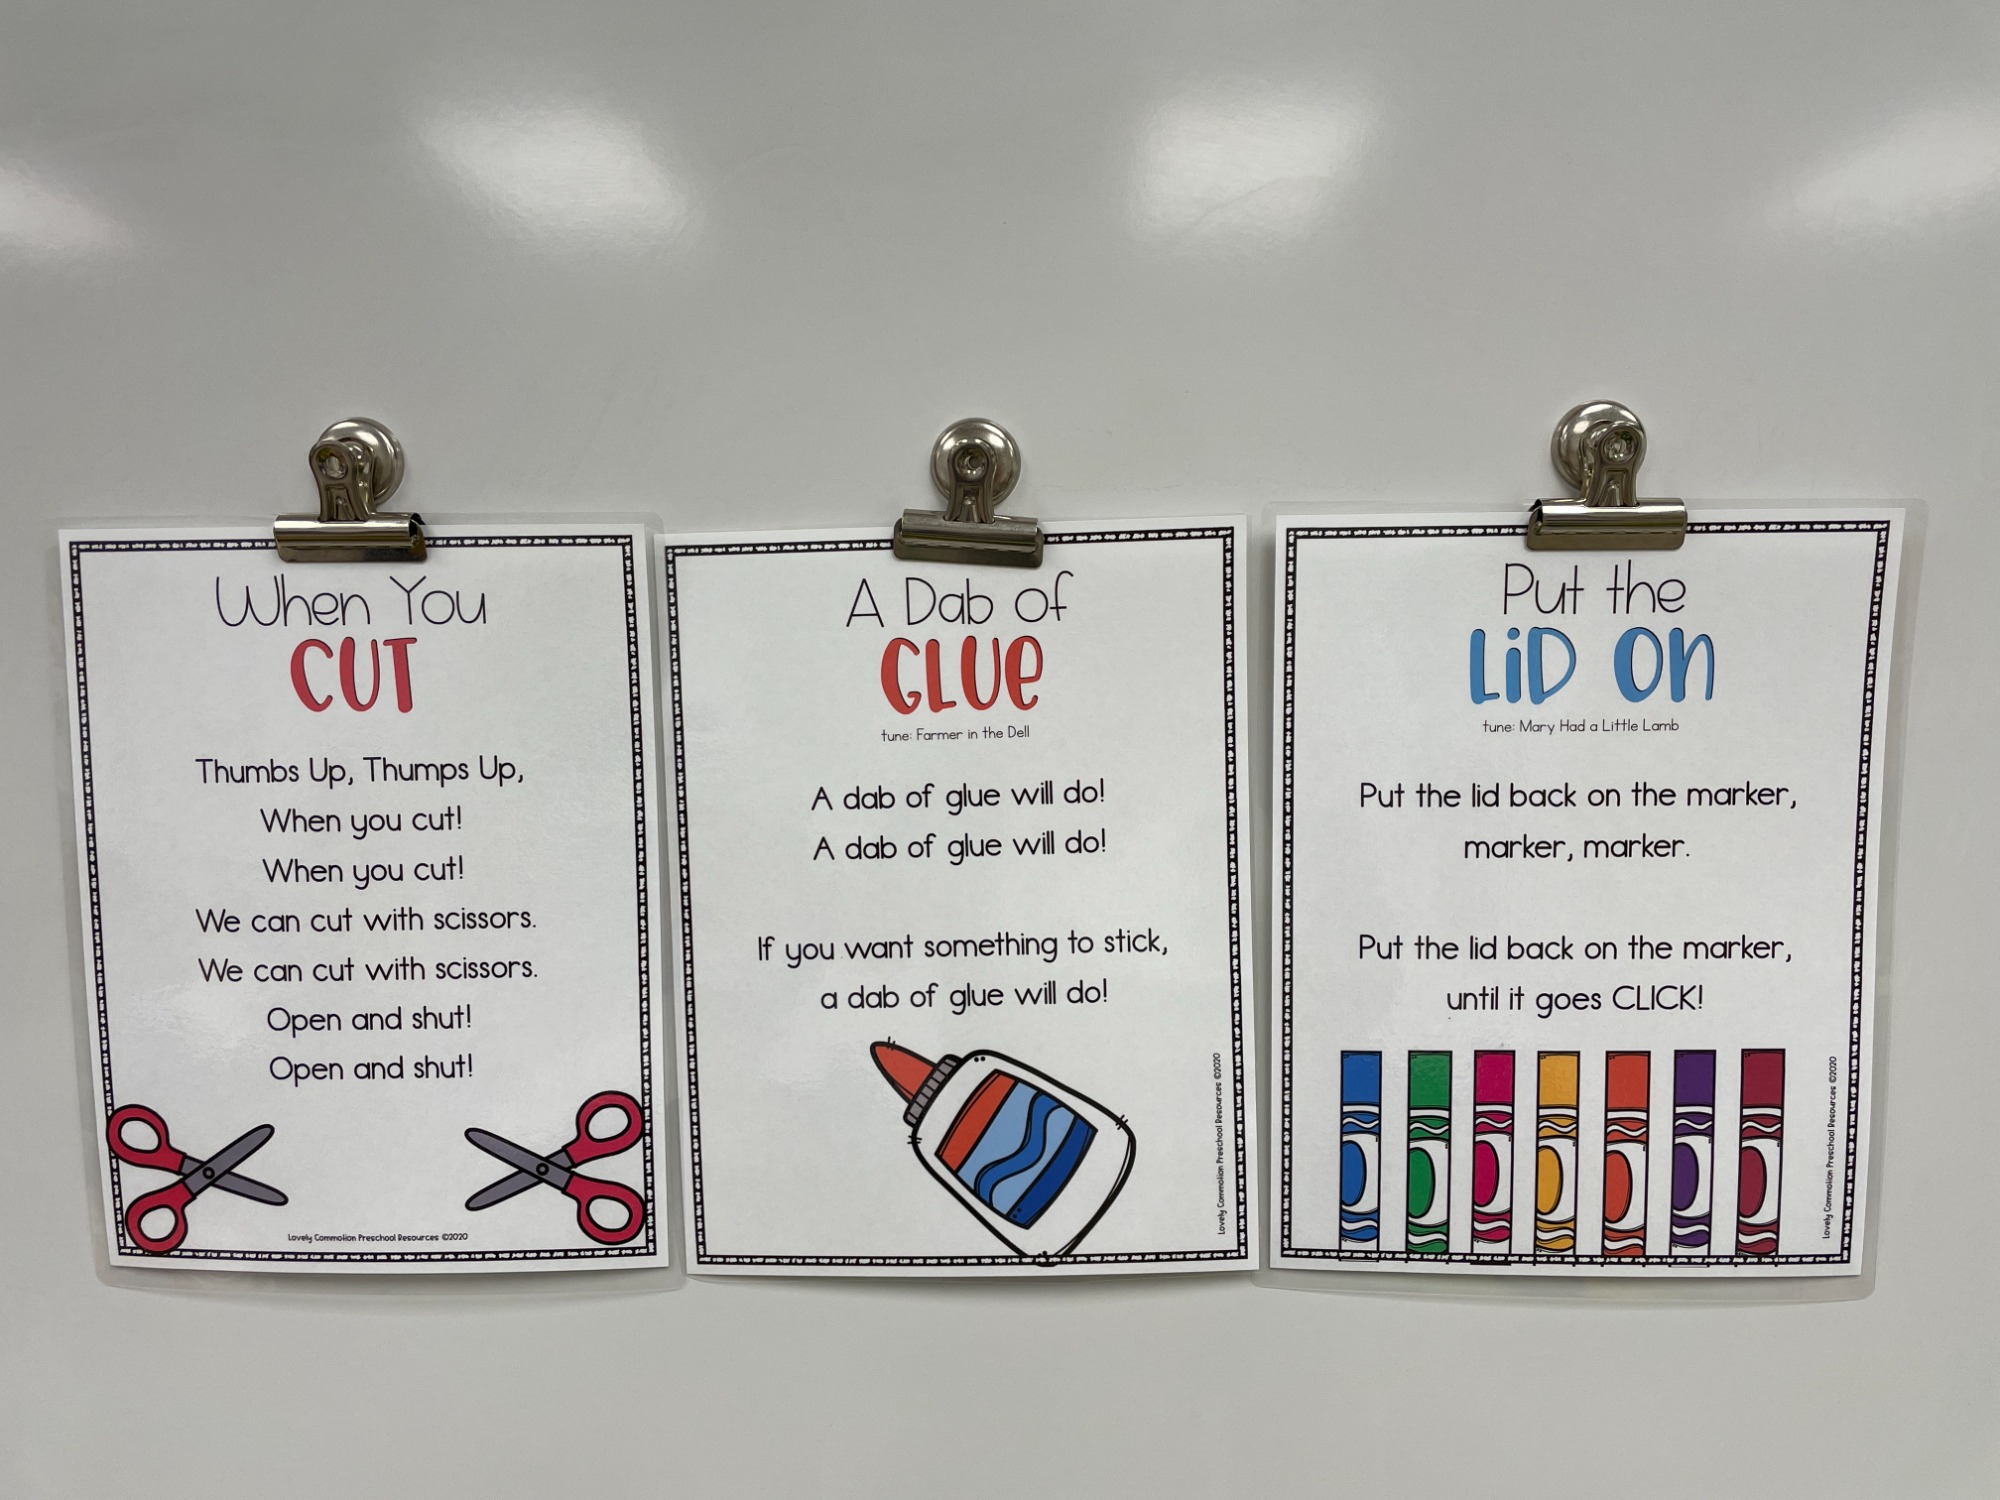 When You
CUT
Thumbs Up, Thumps Up,
When you cut!
When you cut!
We can cut with scissors.
We can cut with scissors.
Open and shut!
Open and shut!
Lovely Commotion Preschool Resources ©2020
A Dab of
GLUe
tune: Farmer in the Dell
A dab of glue will do!
A dab of glue will do!
If you want something to stick,
a dab of glue will do!
Lovely Commotion Preschool Resources ©2020
Put the
LiD On
tune: Mary Had a Little Lamb
Put the lid back on the marker,
marker, marker.
Put the lid back on the marker,
until it goes CLICK!
Lovely Commotion Preschool Resources ©2020